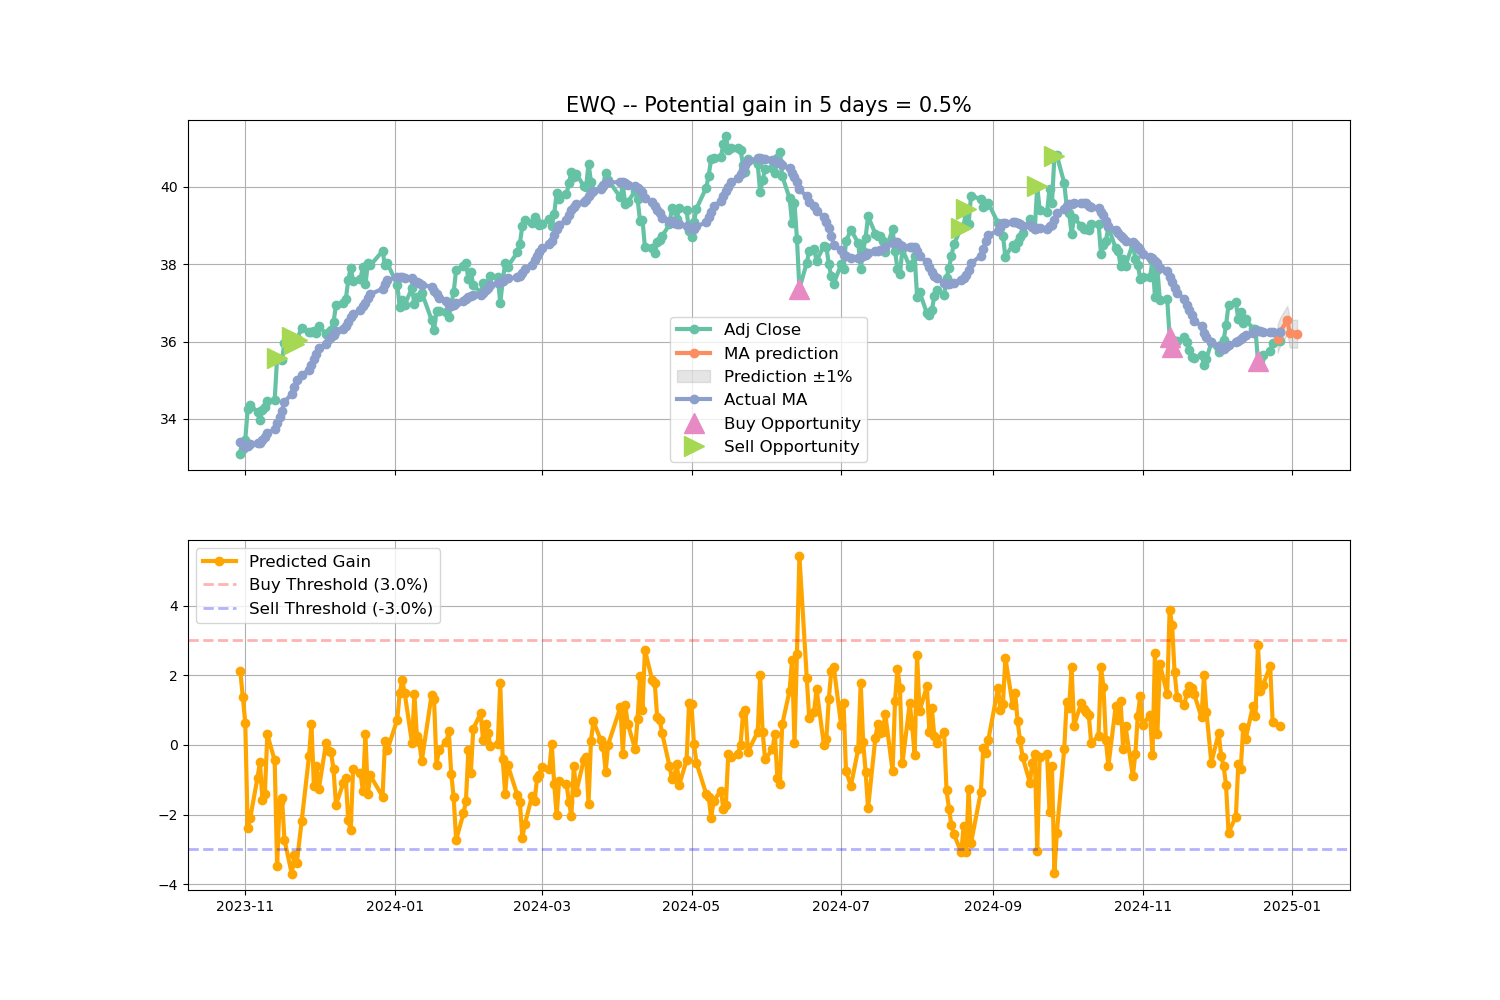 EWQ -- Potential gain in 5 days = 0.5%
40
38
36
34
Adj Close
MA prediction
Prediction ±1%
Actual MA
Buy Opportunity
Sell Opportunity
Predicted Gain
Buy Threshold (3.0%)
Sell Threshold (-3.0%)
4
2
0
−2
−4
2023-11 2024-01 2024-03 2024-05 2024-07 2024-09 2024-11 2025-01